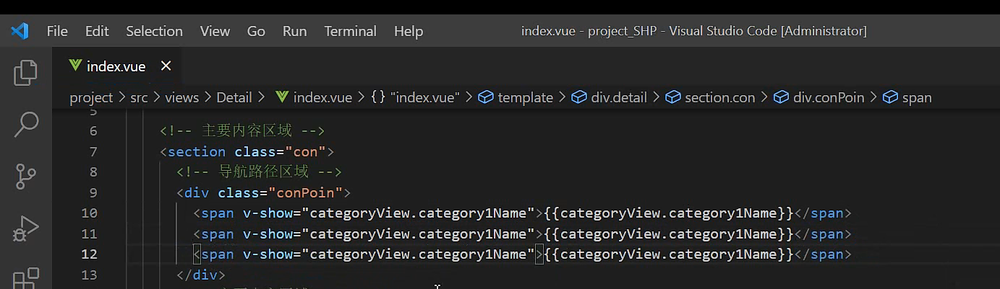 File Edit Selection View Go Run Terminal Help index.vue - project_SHP - Visual Studio Code [Administrator]
index.vue
project > src > views > Detail > index.vue > {} "index.vue" > template > div.detail > section.con > div.conPoin > span
5
6 <!-- 主要内容区域 -->
7 <section class="con">
8 <!-- 导航路径区域 -->
9 <div class="conPoin">
10 <span v-show="categoryView.category1Name">{{categoryView.category1Name}}</span>
11 <span v-show="categoryView.category1Name">{{categoryView.category1Name}}</span>
12 <span v-show="categoryView.category1Name">{{categoryView.category1Name}}</span>
13 </div>